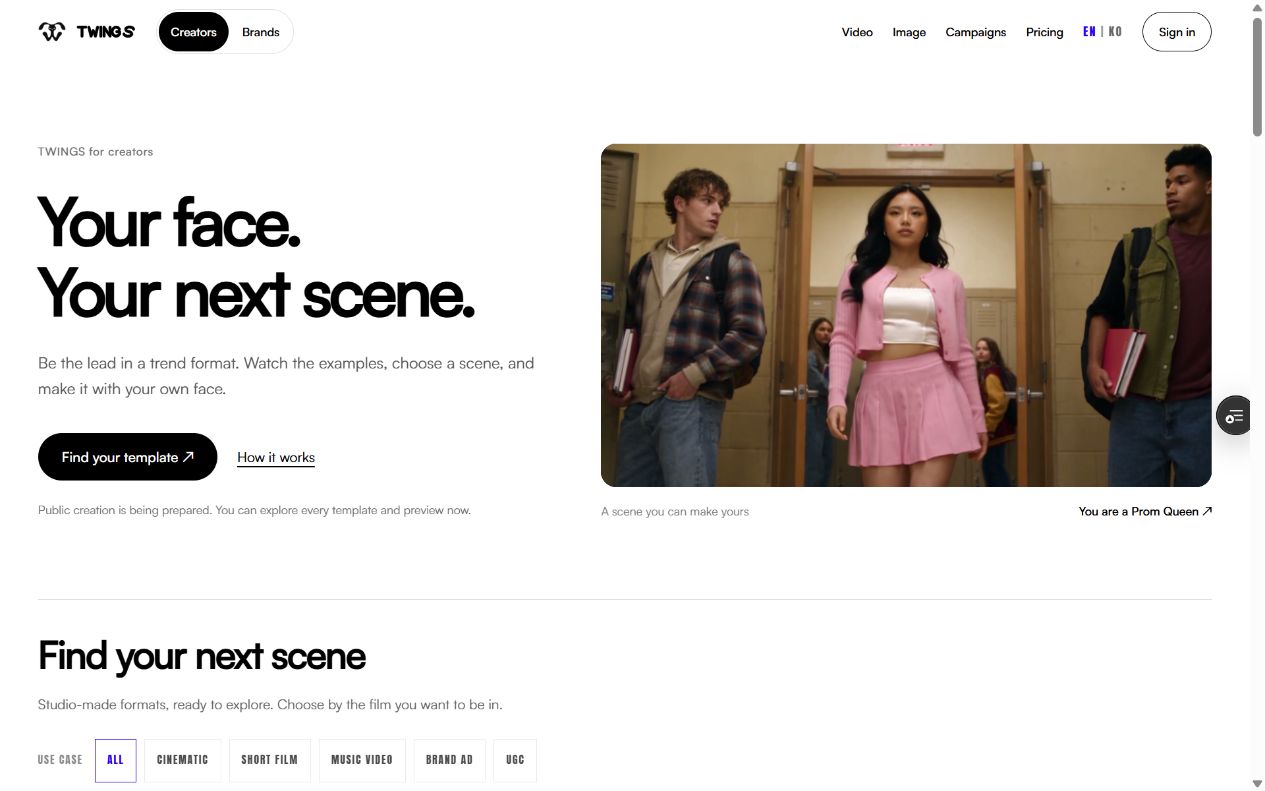 TWINGS
Creators
Brands
Video
Image
Campaigns
Pricing
EN | KO
Sign in
TWINGS for creators
Your face.
Your next scene.
Be the lead in a trend format. Watch the examples, choose a scene, and
make it with your own face.
Find your template ↗
How it works
Public creation is being prepared. You can explore every template and preview now.
A scene you can make yours
You are a Prom Queen ↗
Find your next scene
Studio-made formats, ready to explore. Choose by the film you want to be in.
USE CASE
ALL
CINEMATIC
SHORT FILM
MUSIC VIDEO
BRAND AD
UGC